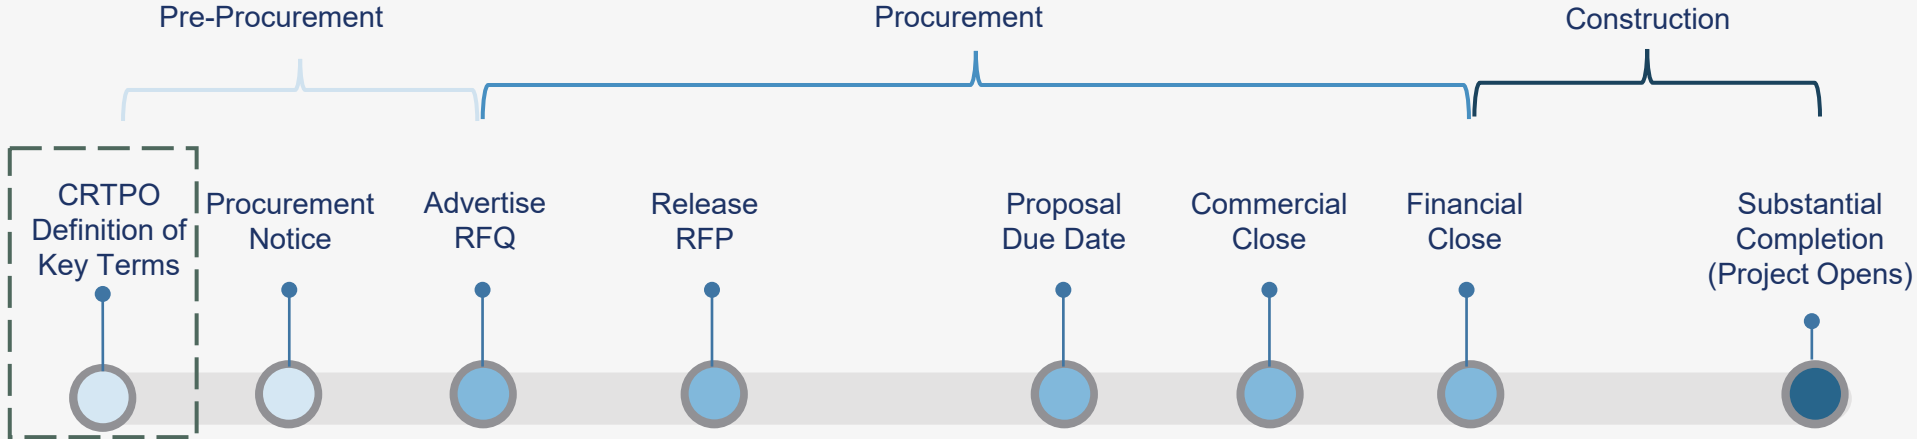 Pre-Procurement
Procurement
Construction
CRTPO
Definition of
Key Terms
Procurement
Notice
Advertise
RFQ
Release
RFP
Proposal
Due Date
Commercial
Close
Financial
Close
Substantial
Completion
(Project Opens)